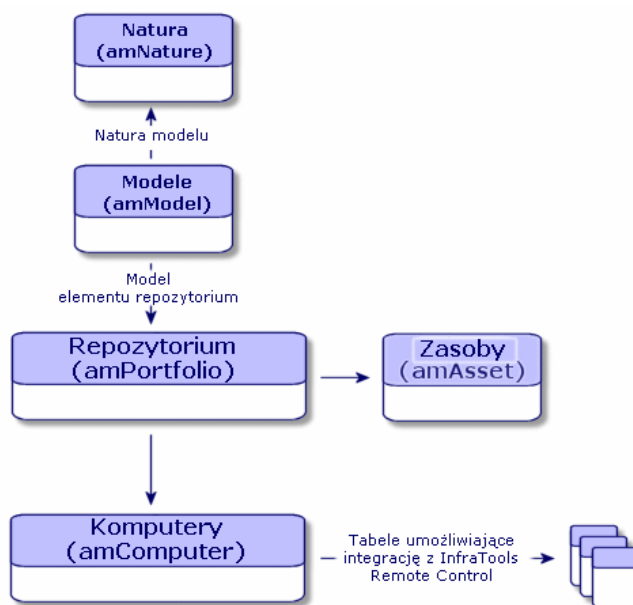 Natura
(amNature)
Natura modelu
Modele
(amModel)
Model
elementu repozytorium
Repozytorium
(amPortfolio)
Zasoby
(amAsset)
Komputery
(amComputer)
Tabele umożliwiające
integrację z InfraTools
Remote Control